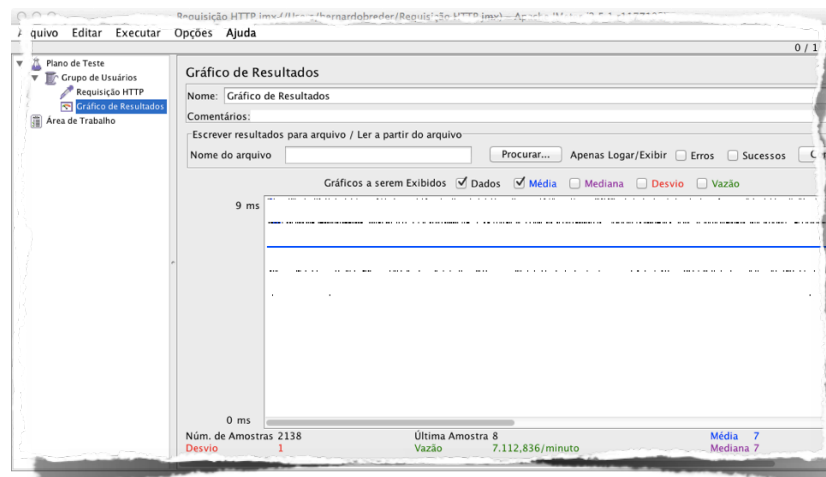 Arquivo Editar Executar Opções Ajuda
0 / 1
Plano de Teste
Grupo de Usuários
Requisição HTTP
Gráfico de Resultados
Área de Trabalho
Gráfico de Resultados
Nome: Gráfico de Resultados
Comentários:
Escrever resultados para arquivo / Ler a partir do arquivo
Nome do arquivo Procurar... Apenas Logar/Exibir Erros Sucessos
Gráficos a serem Exibidos Dados Média Mediana Desvio Vazão
9 ms
0 ms
Núm. de Amostras 2138 Última Amostra 8 Média 7
Desvio 1 Vazão 7.112,836/minuto Mediana 7